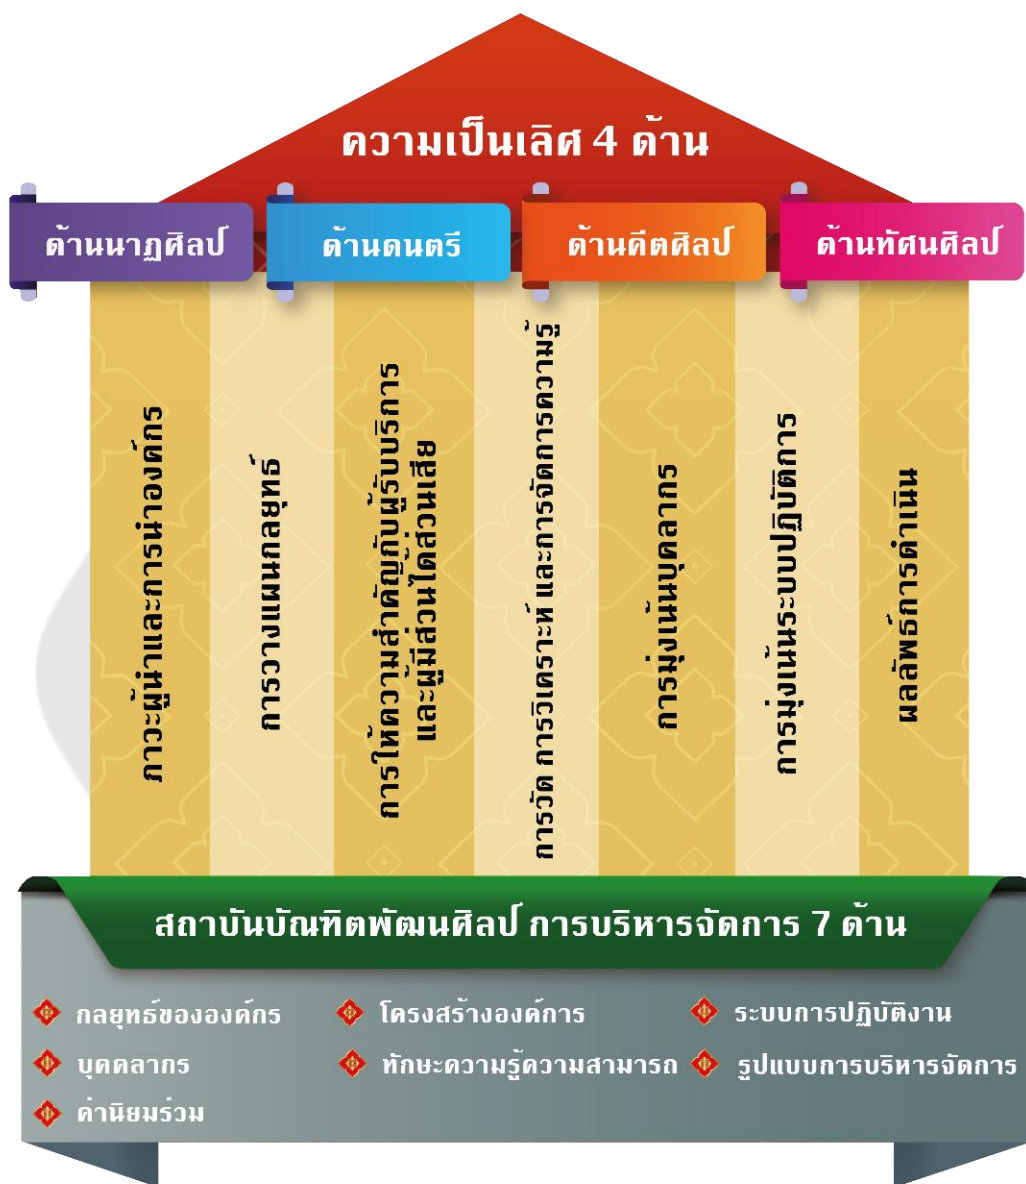 ความเป็นเลิศ 4 ด้าน
ด้านนาฏศิลป์
ด้านดนตรี
ด้านคีตศิลป์
ด้านทัศนศิลป์
ภาวะผู้นำและการนำองค์กร
การวางแผนกลยุทธ์
การให้ความสำคัญกับผู้รับบริการ
และผู้มีส่วนได้ส่วนเสีย
การวัด การวิเคราะห์ และการจัดการความรู้
การมุ่งเน้นบุคลากร
การมุ่งเน้นระบบปฏิบัติการ
ผลลัพธ์การดำเนิน
สถาบันบัณฑิตพัฒนศิลป์ การบริหารจัดการ 7 ด้าน
กลยุทธ์ขององค์กร
โครงสร้างองค์การ
ระบบการปฏิบัติงาน
บุคคลากร
ทักษะความรู้ความสามารถ
รูปแบบการบริหารจัดการ
ค่านิยมร่วม